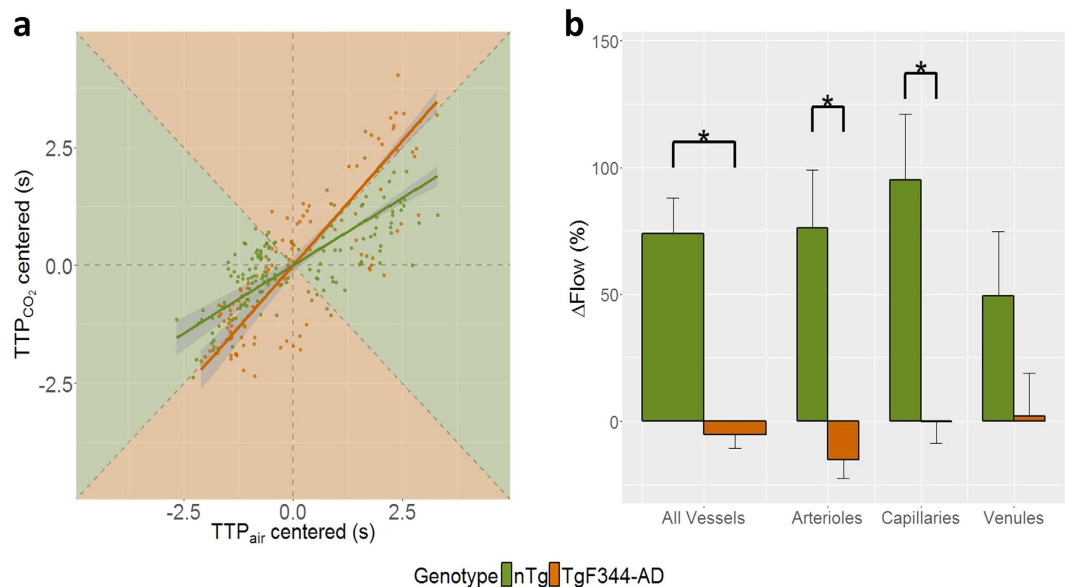 a
TTP_CO2 centered (s)
2.5
0.0
-2.5
-2.5 0.0 2.5
TTP_air centered (s)
b
ΔFlow (%)
150
100
50
0
*
*
*
All Vessels Arterioles Capillaries Venules
Genotype nTg TgF344-AD